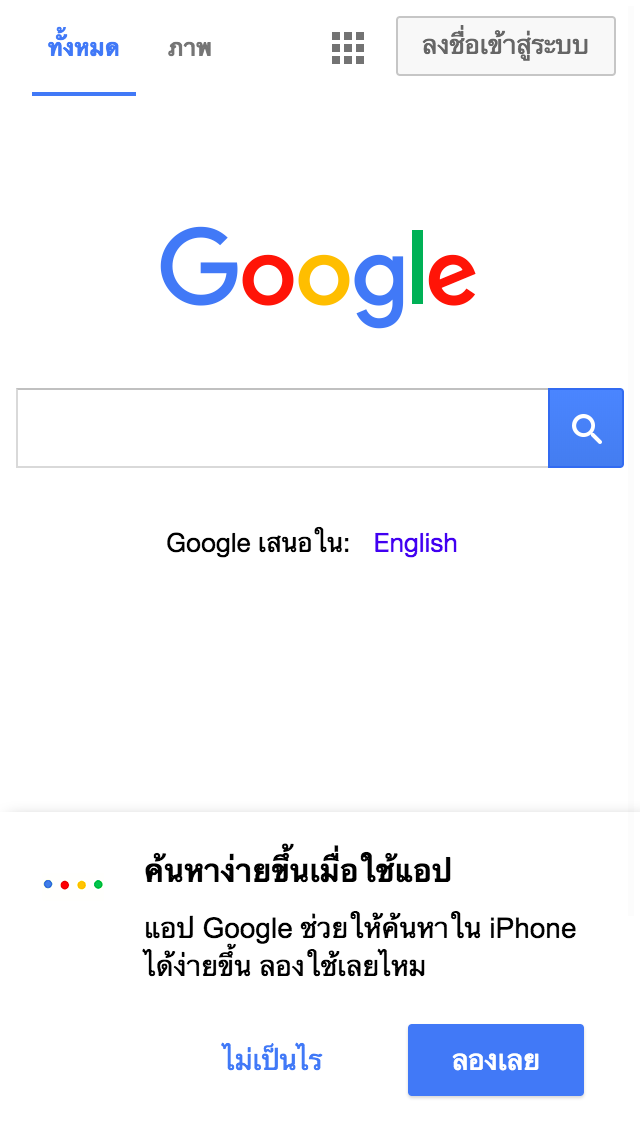 ทั้งหมด ภาพ ลงชื่อเข้าสู่ระบบ
Google
Google เสนอใน: English
ค้นหาง่ายขึ้นเมื่อใช้แอป
แอป Google ช่วยให้ค้นหาใน iPhone
ได้ง่ายขึ้น ลองใช้เลยไหม
ไม่เป็นไร ลองเลย